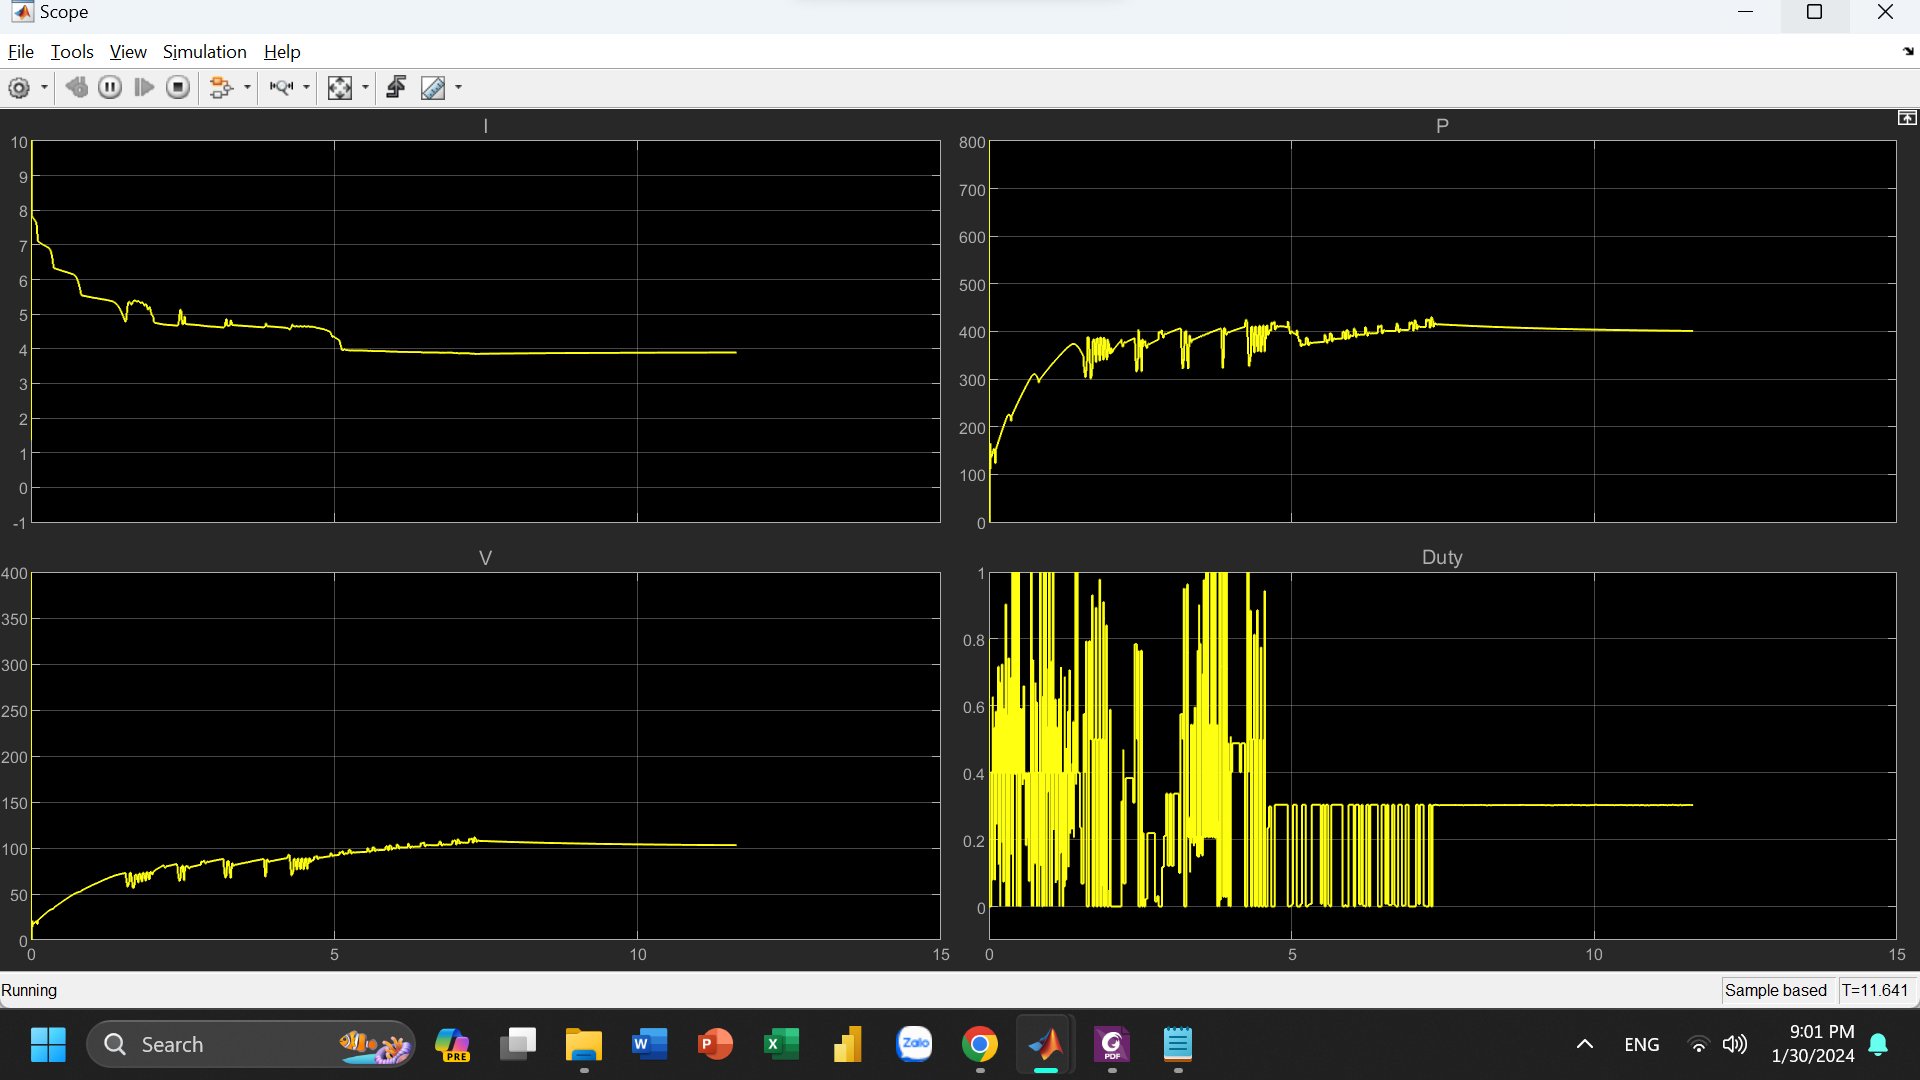 Scope
File Tools View Simulation Help
I
10
9
8
7
6
5
4
3
2
1
0
-1
P
800
700
600
500
400
300
200
100
0
V
400
350
300
250
200
150
100
50
0
0 5 10 15
Duty
1
0.8
0.6
0.4
0.2
0
0 5 10 15
Running
Sample based T=11.641
Search
PRE
W
P
X
Zalo
PDF
ENG
9:01 PM
1/30/2024